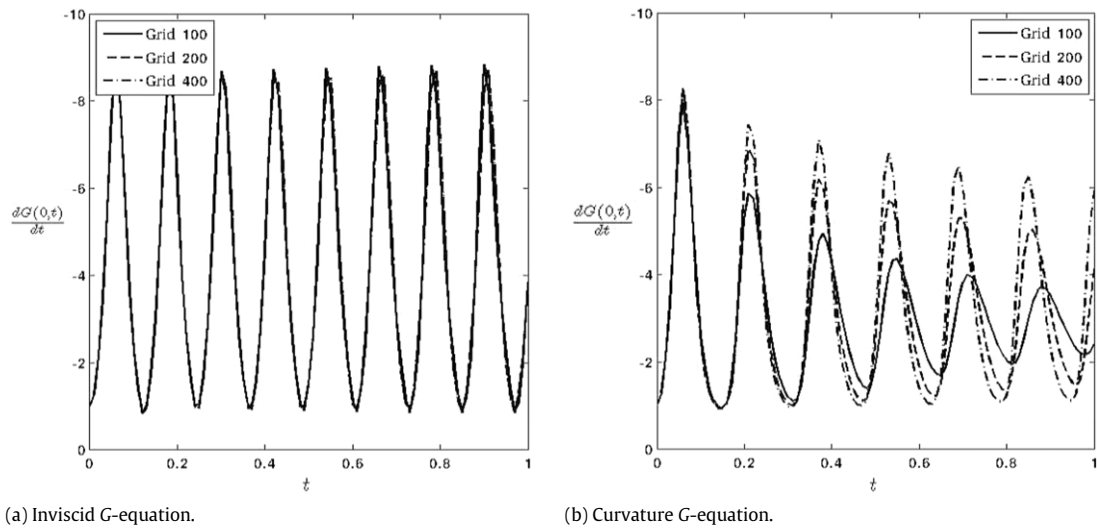 -10
-8
-6
-4
-2
0
dG(0,t)
dt
Grid 100
Grid 200
Grid 400
0 0.2 0.4 0.6 0.8 1
t
(a) Inviscid G-equation.
-10
-8
-6
-4
-2
0
dG(0,t)
dt
Grid 100
Grid 200
Grid 400
0 0.2 0.4 0.6 0.8 1
t
(b) Curvature G-equation.